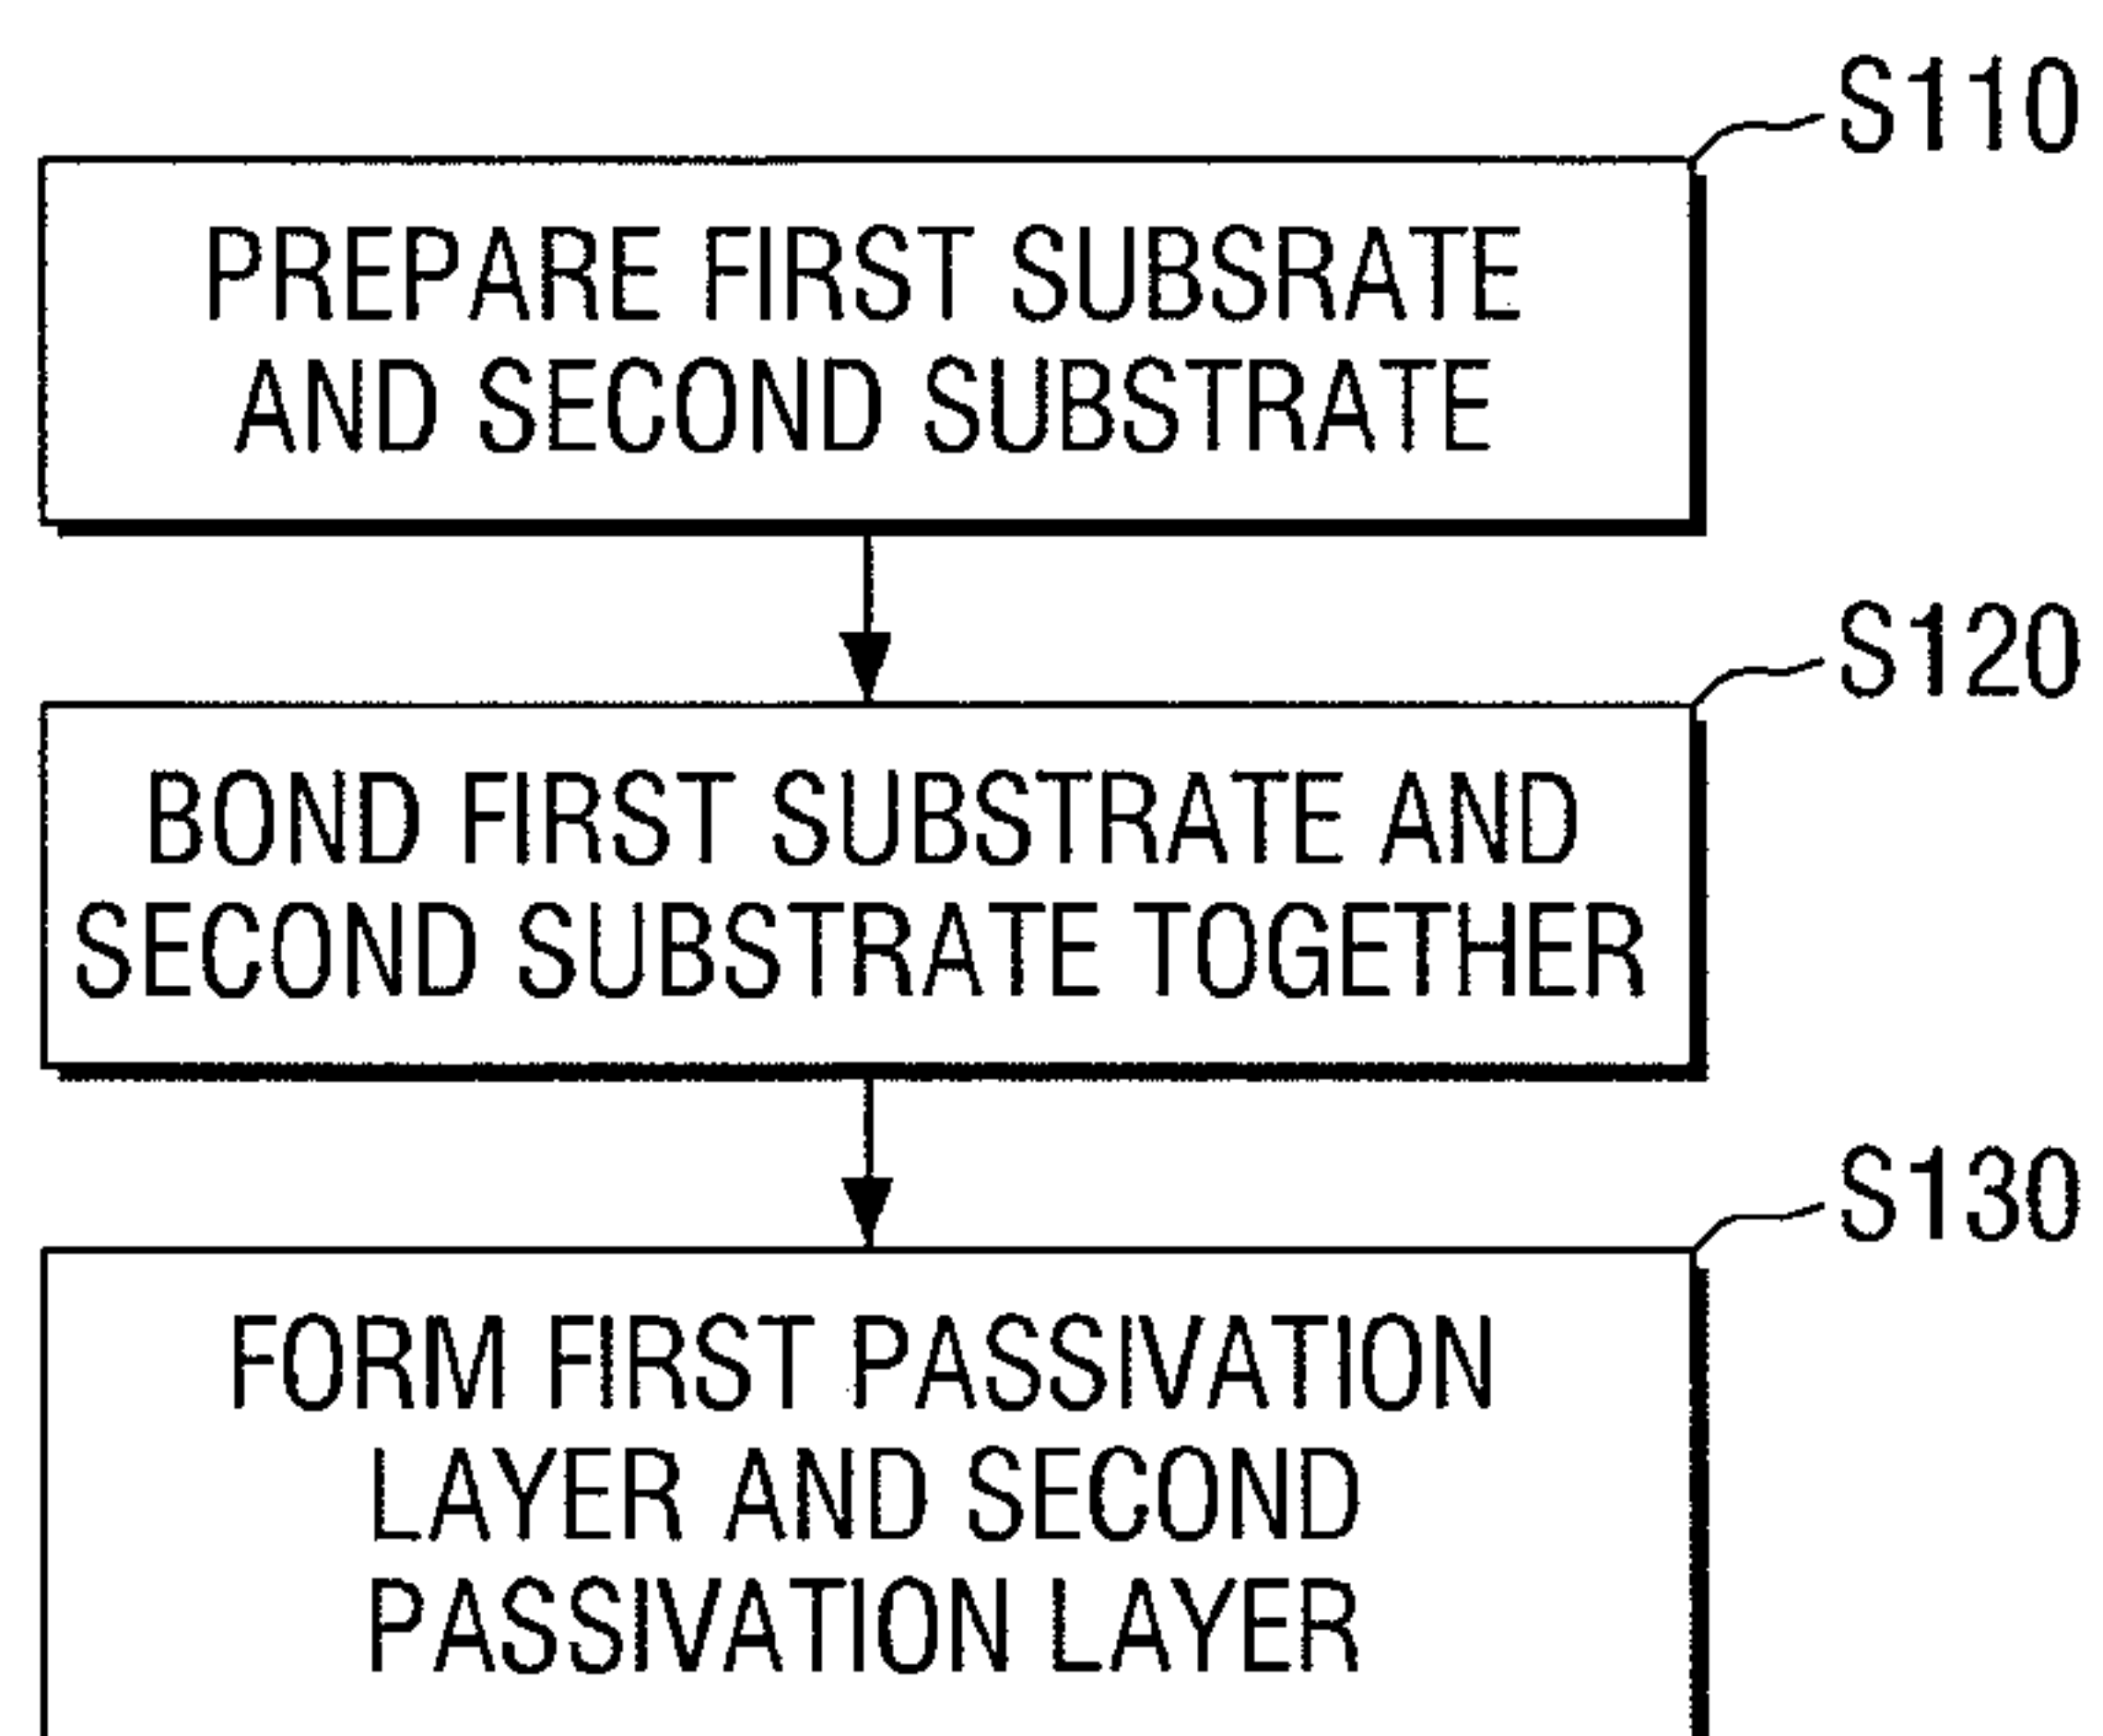 S110
PREPARE FIRST SUBSRATE
AND SECOND SUBSTRATE
S120
BOND FIRST SUBSTRATE AND
SECOND SUBSTRATE TOGETHER
S130
FORM FIRST PASSIVATION
LAYER AND SECOND
PASSIVATION LAYER